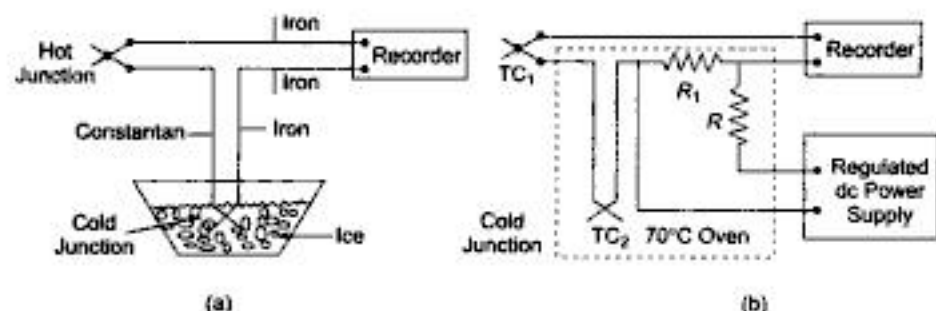 Iron
Hot
Junction
Recorder
Iron
Constantan
Iron
Cold
Junction
Ice
(a)
TC1
Recorder
R1
R
Regulated
dc Power
Supply
Cold
Junction
TC2
70°C Oven
(b)